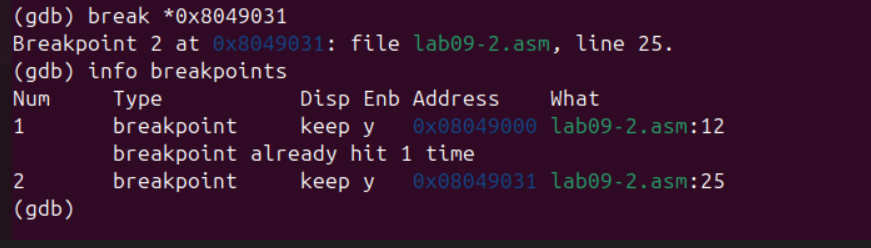 (gdb) break *0x8049031
Breakpoint 2 at 0x8049031: file lab09-2.asm, line 25.
(gdb) info breakpoints
Num     Type           Disp Enb Address    What
1       breakpoint     keep y   0x08049000 lab09-2.asm:12
        breakpoint already hit 1 time
2       breakpoint     keep y   0x08049031 lab09-2.asm:25
(gdb)